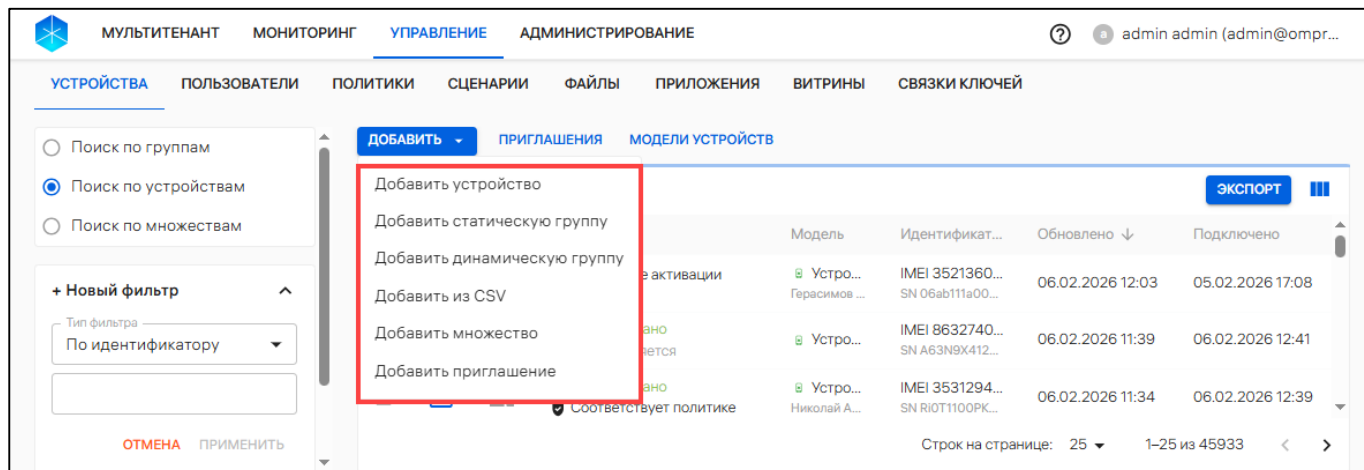 МУЛЬТИТЕНАНТ МОНИТОРИНГ УПРАВЛЕНИЕ АДМИНИСТРИРОВАНИЕ a admin admin (admin@ompr...
УСТРОЙСТВА ПОЛЬЗОВАТЕЛИ ПОЛИТИКИ СЦЕНАРИИ ФАЙЛЫ ПРИЛОЖЕНИЯ ВИТРИНЫ СВЯЗКИ КЛЮЧЕЙ
Поиск по группам
Поиск по устройствам
Поиск по множествам
+ Новый фильтр
Тип фильтра
По идентификатору
ОТМЕНА ПРИМЕНИТЬ
ДОБАВИТЬ ПРИГЛАШЕНИЯ МОДЕЛИ УСТРОЙСТВ
Добавить устройство
Добавить статическую группу
Добавить динамическую группу
Добавить из CSV
Добавить множество
Добавить приглашение
ЭКСПОРТ
Модель Идентификат... Обновлено Подключено
е активации Устро... IMEI 3521360... 06.02.2026 12:03 05.02.2026 17:08
Герасимов ... SN 06ab111a00...
ано Устро... IMEI 8632740... 06.02.2026 11:39 06.02.2026 12:41
яется SN A63N9X412...
ано Устро... IMEI 3531294... 06.02.2026 11:34 06.02.2026 12:39
Соответствует политике Николай А... SN RiOT1100PK...
Строк на странице: 25 1–25 из 45933